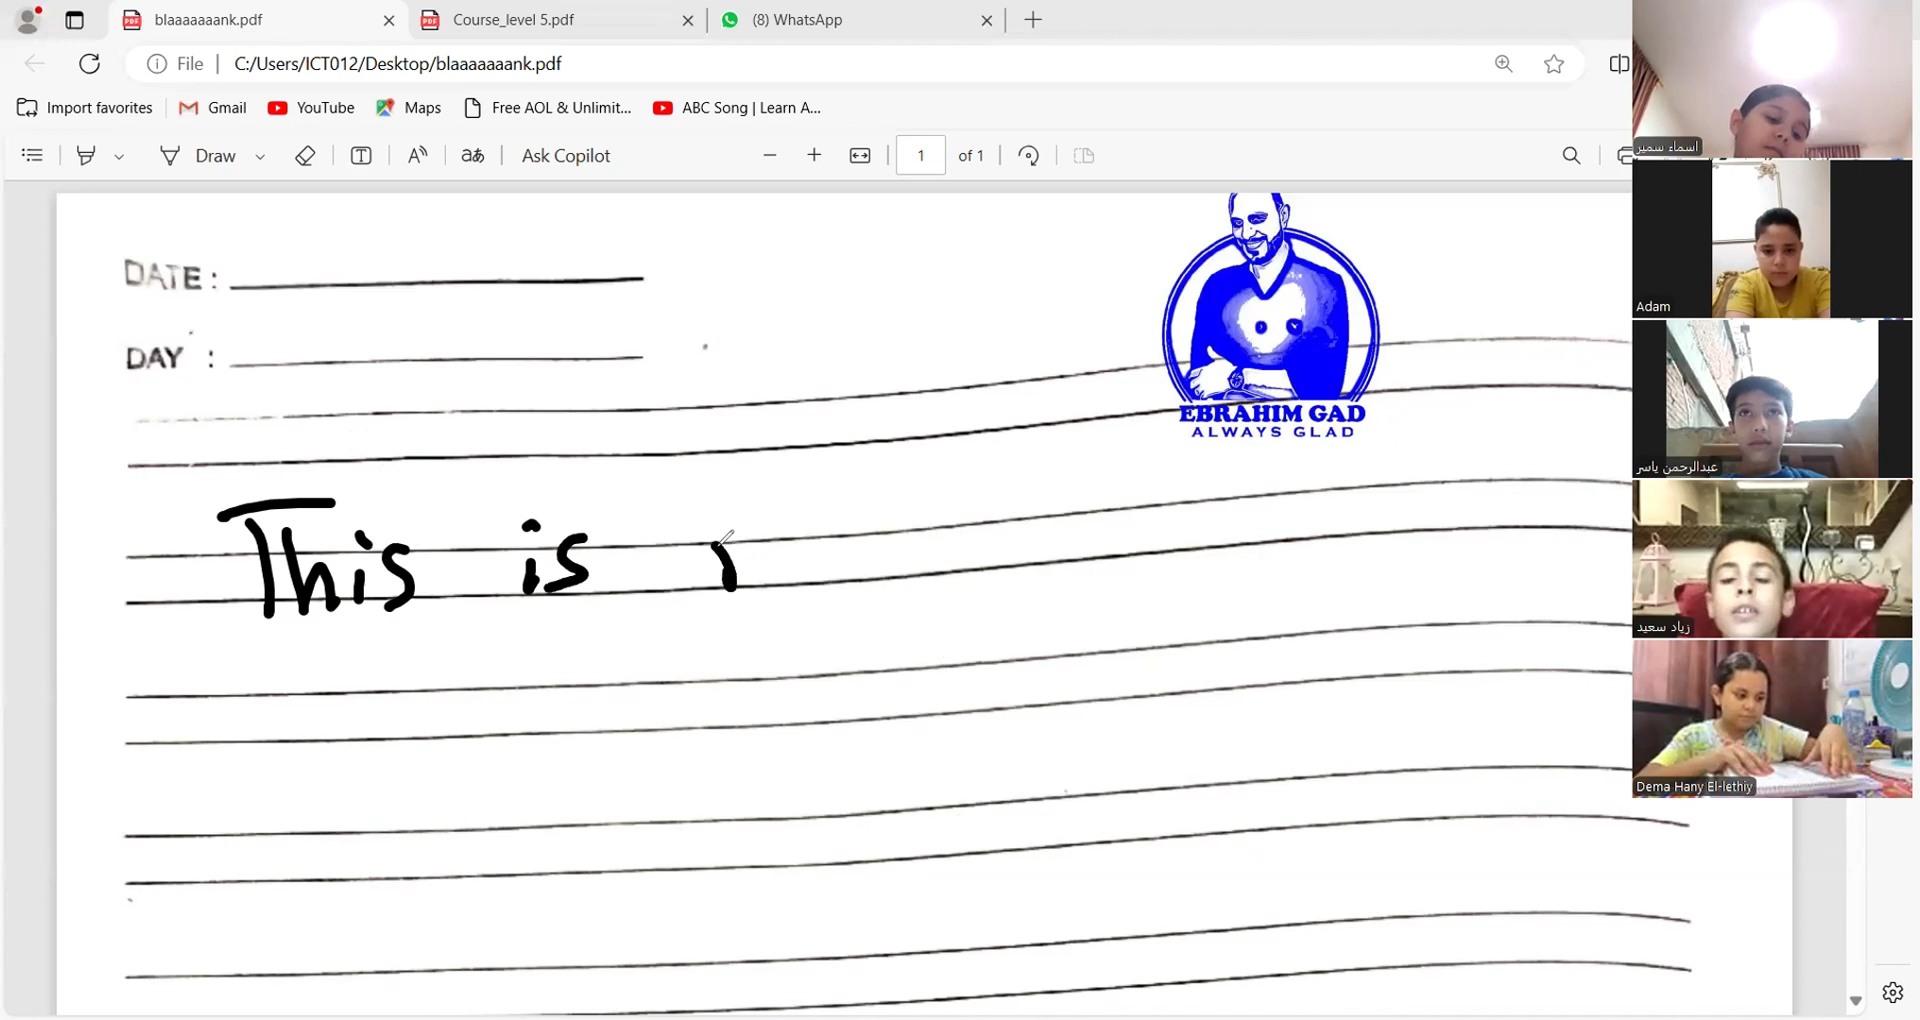 blaaaaaaank.pdf
Course_level 5.pdf
(8) WhatsApp
File
C:/Users/ICT012/Desktop/blaaaaaaank.pdf
Import favorites
Gmail
YouTube
Maps
Free AOL & Unlimit...
ABC Song | Learn A...
Draw
Ask Copilot
1 of 1
DATE :
DAY :
EBRAHIM GAD
ALWAYS GLAD
This is
اسماء سمير
Adam
عبدالرحمن ياسر
زياد سعيد
Dema Hany El-lethiy